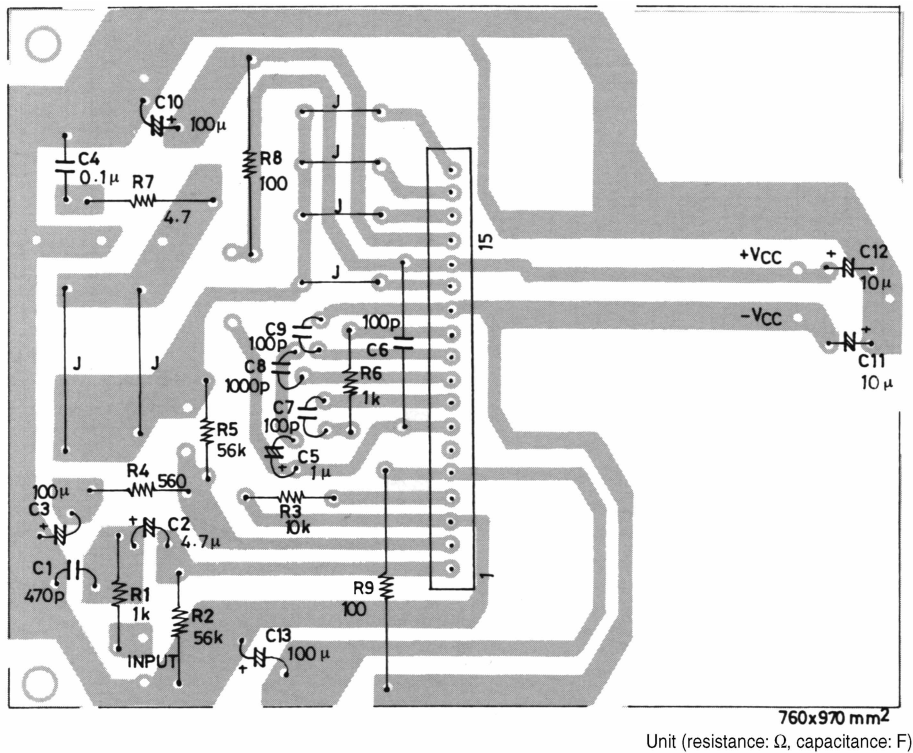 C10
100μ
J
C4
0.1μ
R8
100
J
R7
4.7
J
15
+VCC
+
C12
10μ
J
-VCC
+
C11
10μ
C9
100p
100p
C6
C8
1000p
J
J
R6
1k
C7
100p
R5
56k
C5
+
1μ
R4
560
100μ
C3
+
R3
10k
+
C2
4.7μ
C1
470p
R1
1k
R2
56k
R9
100
1
INPUT
C13
+
100μ
760x970 mm2
Unit (resistance: Ω, capacitance: F)